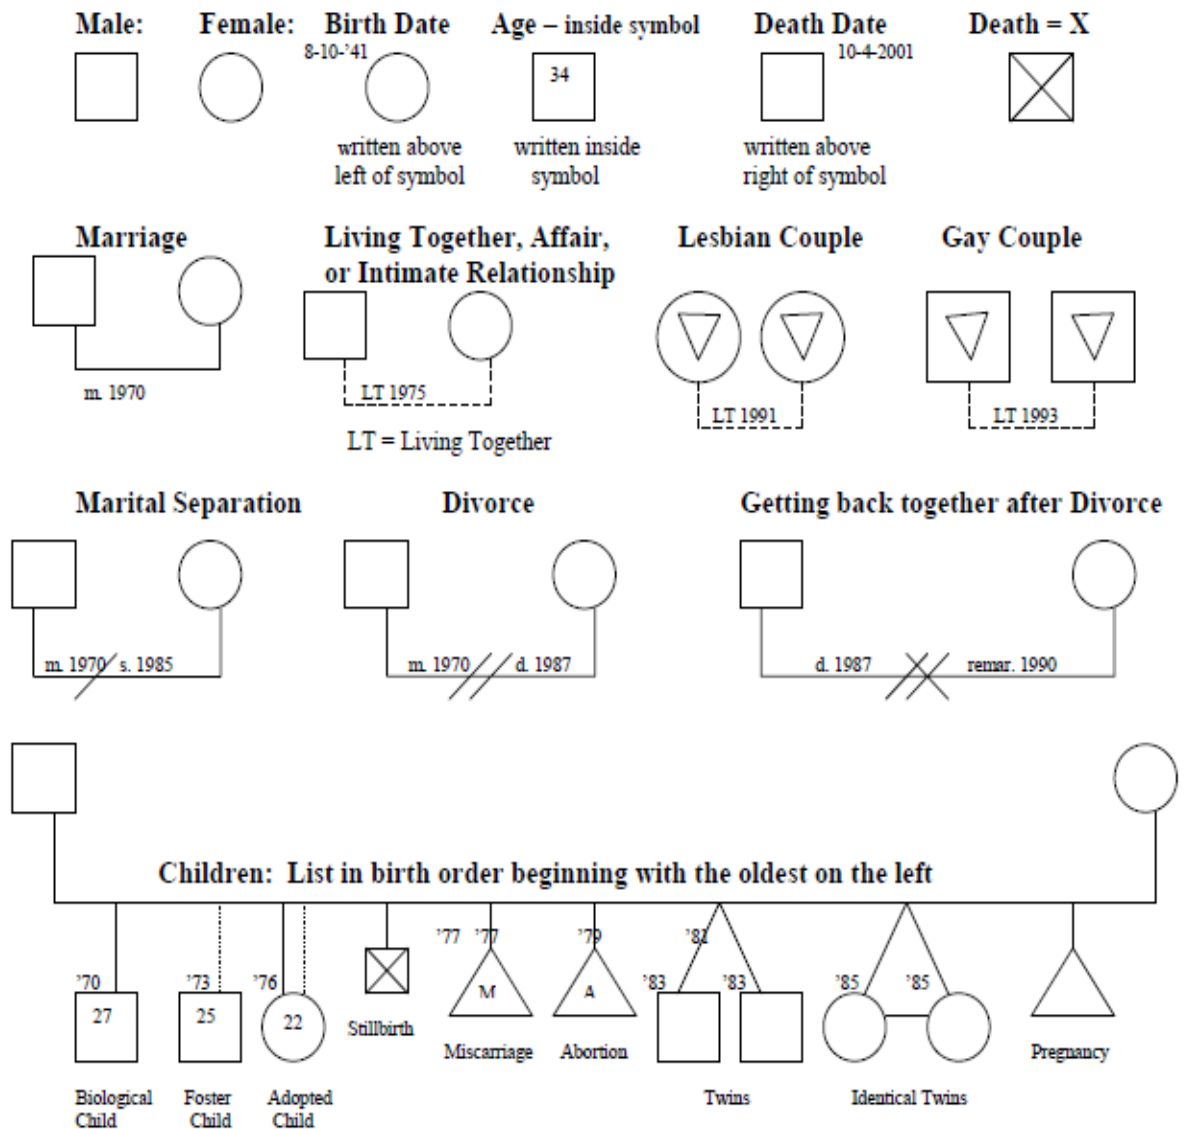 Male: Female: Birth Date Age – inside symbol Death Date Death = X
8-10-'41 10-4-2001
34
written above written inside written above
left of symbol symbol right of symbol
Marriage Living Together, Affair, Lesbian Couple Gay Couple
or Intimate Relationship
m. 1970 LT 1975 LT 1991 LT 1993
LT = Living Together
Marital Separation Divorce Getting back together after Divorce
m. 1970 s. 1985 m. 1970 d. 1987 d. 1987 remar. 1990
Children: List in birth order beginning with the oldest on the left
'77 '77 '79 '81
'70 '73 '76 '83 '83 '85 '85
M A
27 25 22
Stillbirth
Miscarriage Abortion Pregnancy
Biological Foster Adopted Twins Identical Twins
Child Child Child